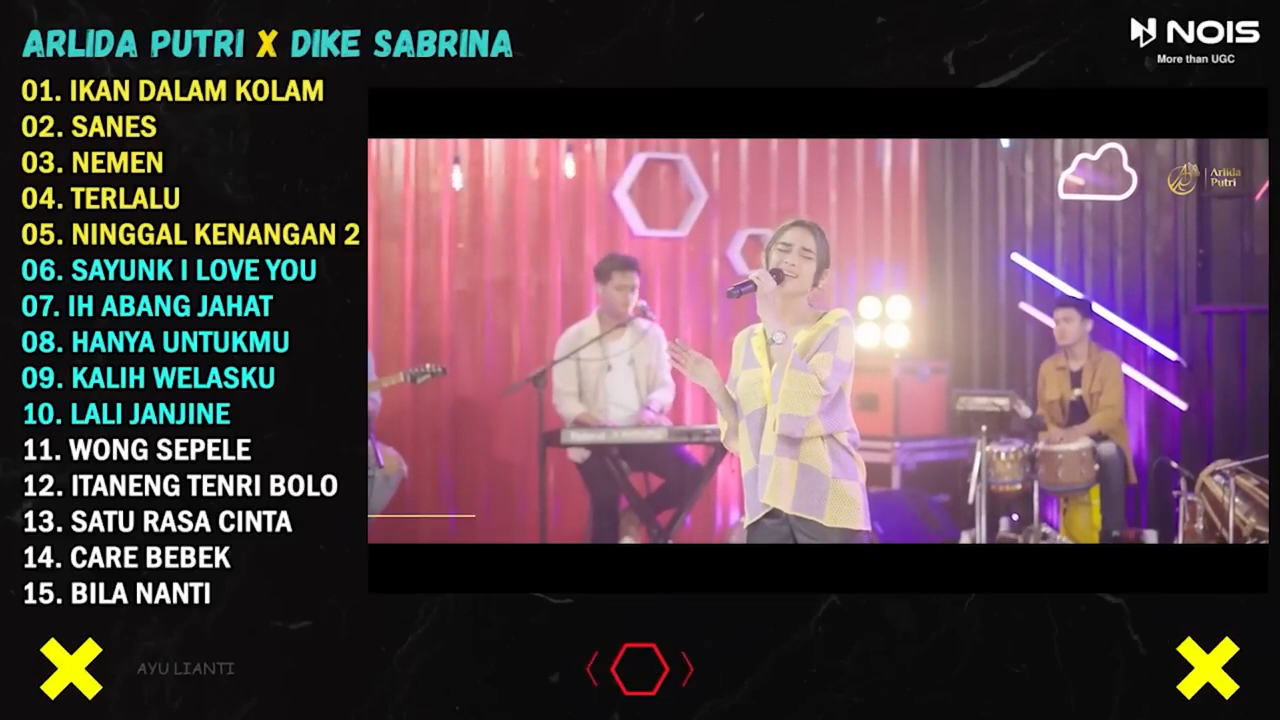 ARLIDA PUTRI X DIKE SABRINA
01. IKAN DALAM KOLAM
02. SANES
03. NEMEN
04. TERLALU
05. NINGGAL KENANGAN 2
06. SAYUNK I LOVE YOU
07. IH ABANG JAHAT
08. HANYA UNTUKMU
09. KALIH WELASKU
10. LALI JANJINE
11. WONG SEPELE
12. ITANENG TENRI BOLO
13. SATU RASA CINTA
14. CARE BEBEK
15. BILA NANTI
NOIS
More than UGC
Arlida
Putri
AYU LIANTI